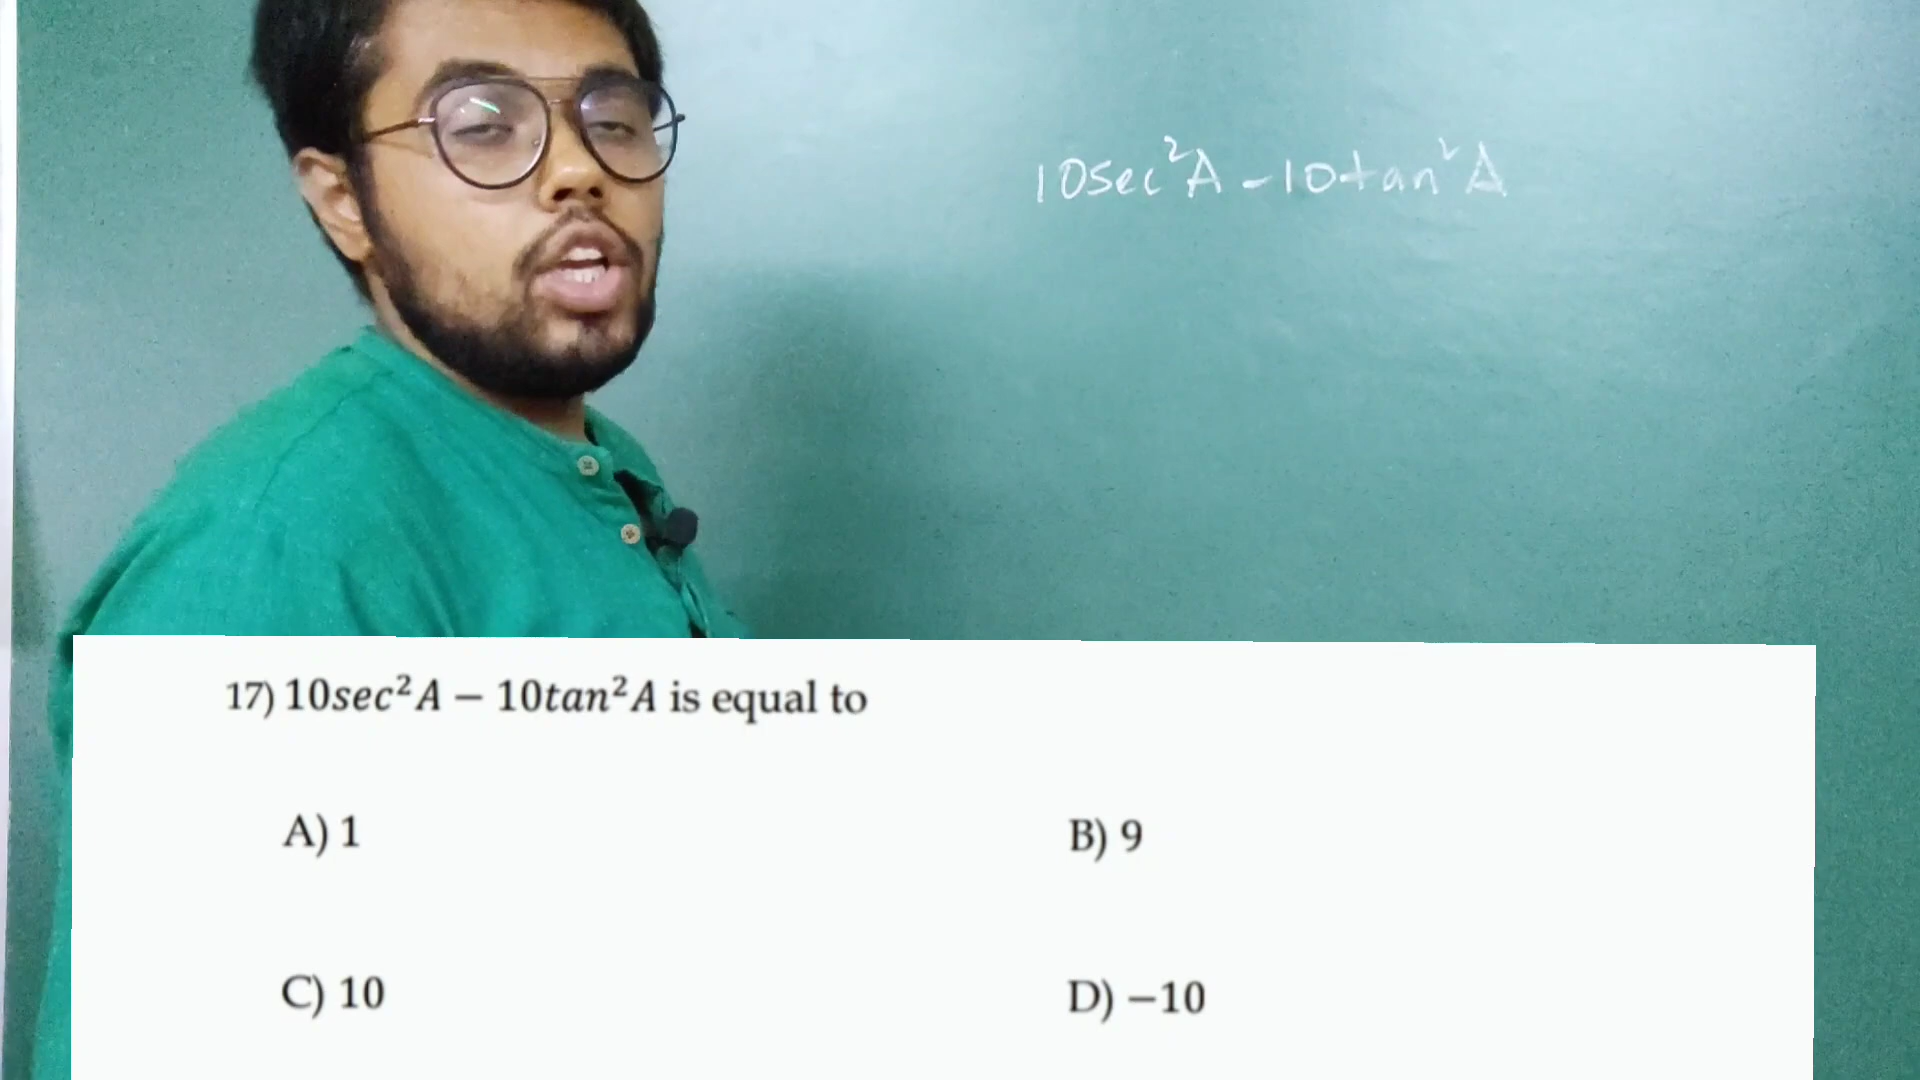 10sec²A - 10tan²A
17) 10sec²A − 10tan²A is equal to
A) 1
B) 9
C) 10
D) −10